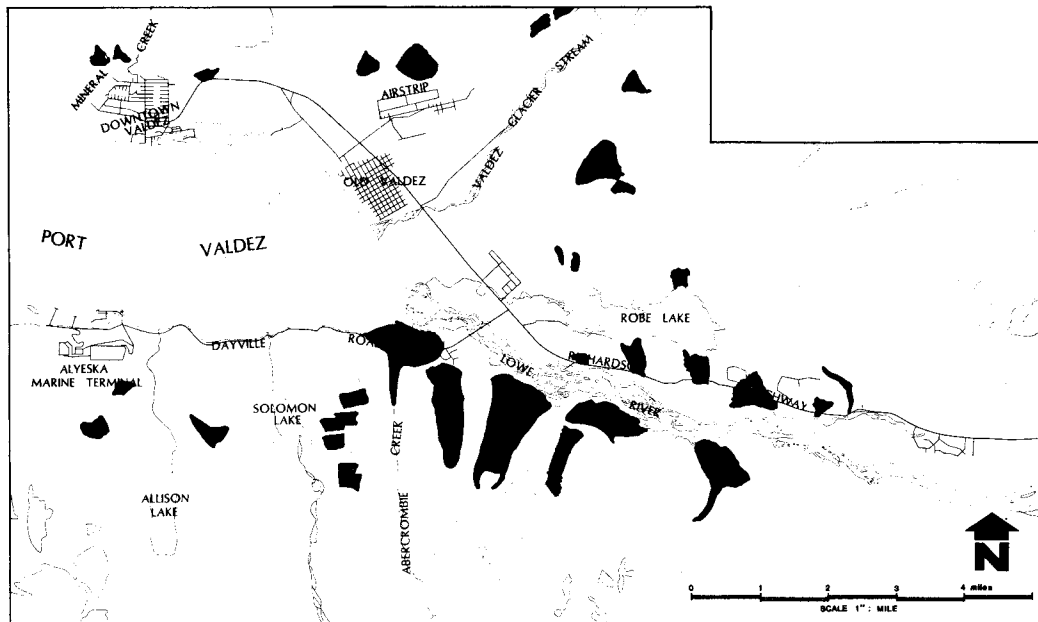 MINERAL CREEK
DOWNTOWN
VALDEZ
AIRSTRIP
VALDEZ GLACIER STREAM
OLD VALDEZ
PORT VALDEZ
ROBE LAKE
DAYVILLE ROAD
LOWE RIVER
RICHARDSON HIGHWAY
ALYESKA
MARINE TERMINAL
SOLOMON
LAKE
ABERCROMBIE CREEK
ALLISON
LAKE
N
0 1 2 3 4 miles
SCALE 1" : MILE